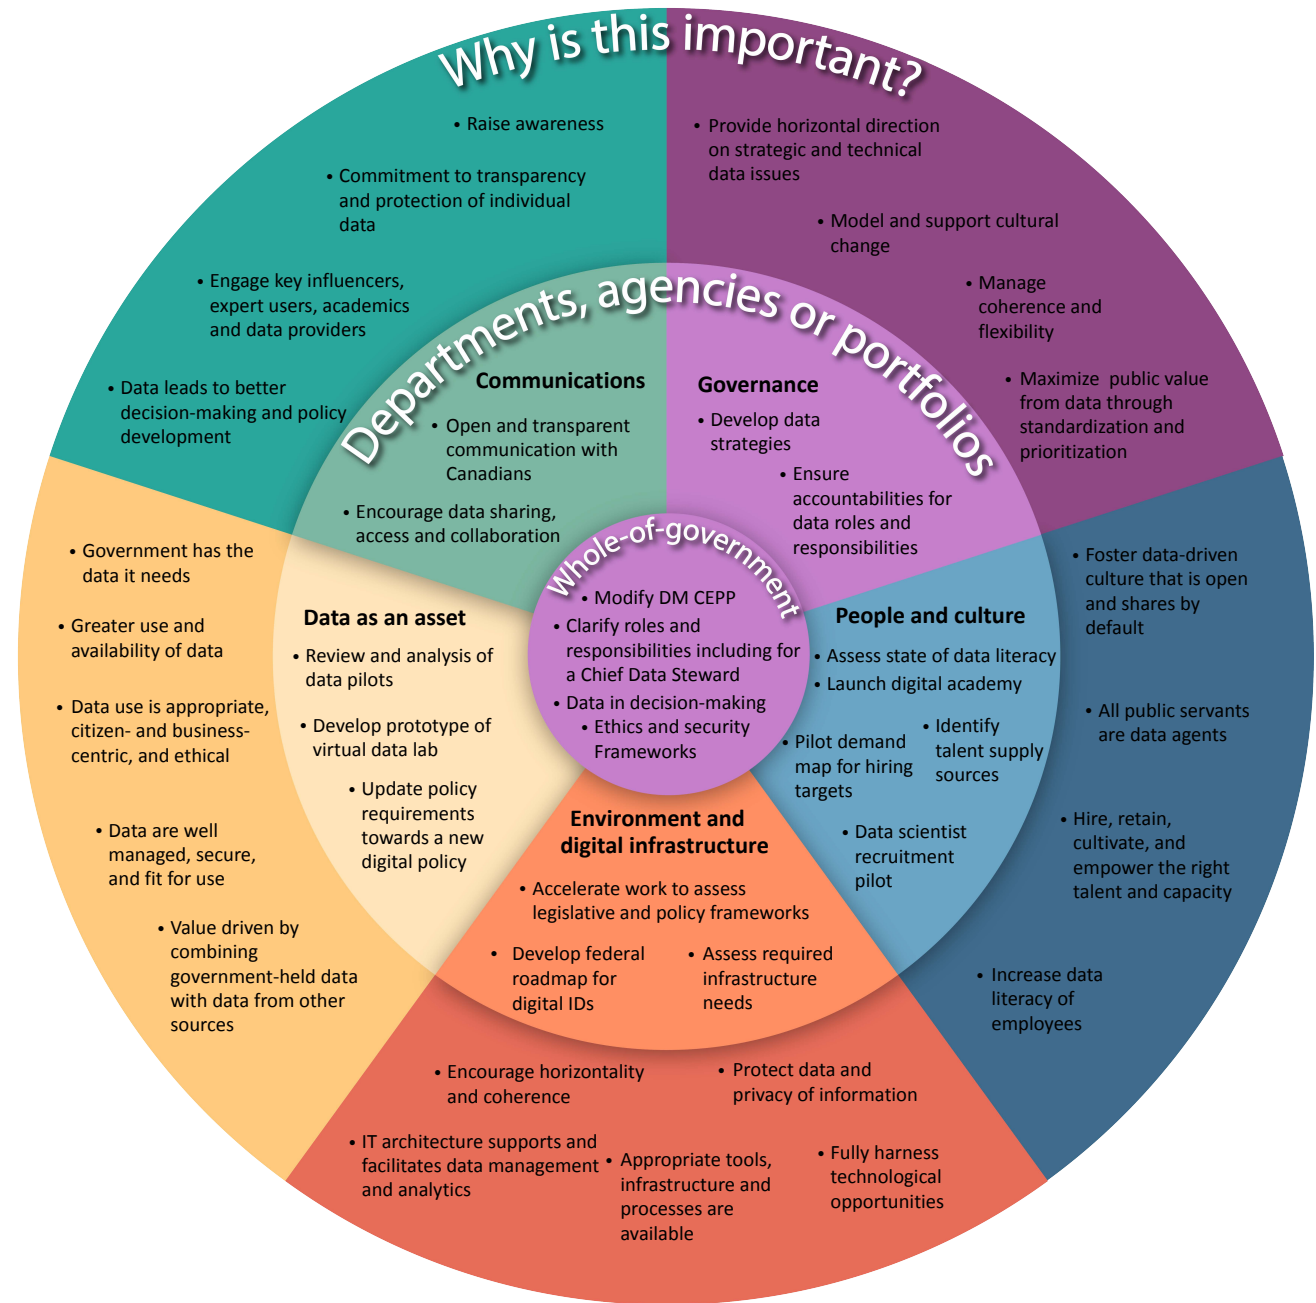 Why is this important?
• Raise awareness
• Commitment to transparency
and protection of individual
data
• Engage key influencers,
expert users, academics
and data providers
• Data leads to better
decision-making and policy
development
• Provide horizontal direction
on strategic and technical
data issues
• Model and support cultural
change
• Manage
coherence and
flexibility
• Maximize public value
from data through
standardization and
prioritization
Departments, agencies or portfolios
Communications
• Open and transparent
communication with
Canadians
• Encourage data sharing,
access and collaboration
Governance
• Develop data
strategies
• Ensure
accountabilities for
data roles and
responsibilities
Whole-of-government
• Modify DM CEPP
• Clarify roles and
responsibilities including for
a Chief Data Steward
• Data in decision-making
• Ethics and security
Frameworks
• Government has the
data it needs
• Greater use and
availability of data
• Data use is appropriate,
citizen- and business-
centric, and ethical
• Data are well
managed, secure,
and fit for use
• Value driven by
combining
government-held data
with data from other
sources
Data as an asset
• Review and analysis of
data pilots
• Develop prototype of
virtual data lab
• Update policy
requirements
towards a new
digital policy
People and culture
• Assess state of data literacy
• Launch digital academy
• Pilot demand
map for hiring
targets
• Identify
talent supply
sources
• Data scientist
recruitment
pilot
• Foster data-driven
culture that is open
and shares by
default
• All public servants
are data agents
• Hire, retain,
cultivate, and
empower the right
talent and capacity
• Increase data
literacy of
employees
Environment and
digital infrastructure
• Accelerate work to assess
legislative and policy frameworks
• Develop federal
roadmap for
digital IDs
• Assess required
infrastructure
needs
• Encourage horizontality
and coherence
• Protect data and
privacy of information
• IT architecture supports and
facilitates data management
and analytics
• Appropriate tools,
infrastructure and
processes are
available
• Fully harness
technological
opportunities